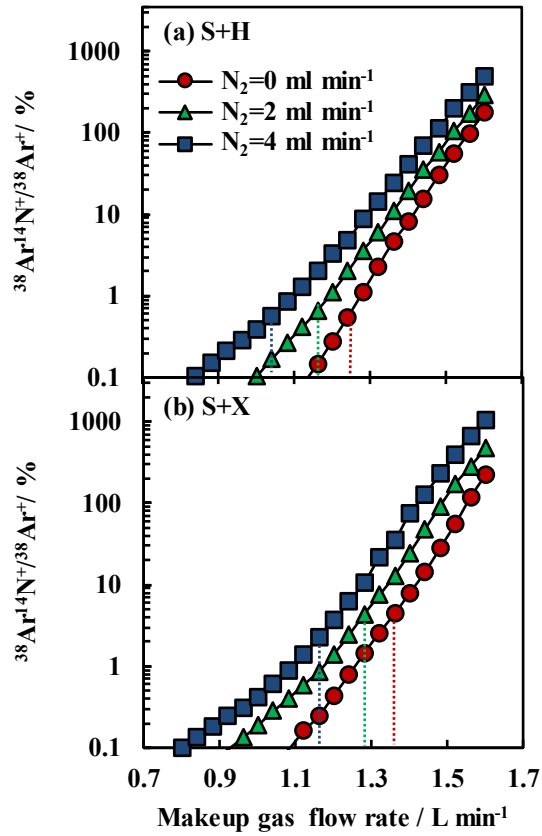 (a) S+H
N₂=0 ml min⁻¹
N₂=2 ml min⁻¹
N₂=4 ml min⁻¹
1000
100
10
1
0.1
³⁸Ar¹⁴N⁺/³⁸Ar⁺/ %
(b) S+X
1000
100
10
1
0.1
³⁸Ar¹⁴N⁺/³⁸Ar⁺/ %
0.7 0.9 1.1 1.3 1.5 1.7
Makeup gas flow rate / L min⁻¹